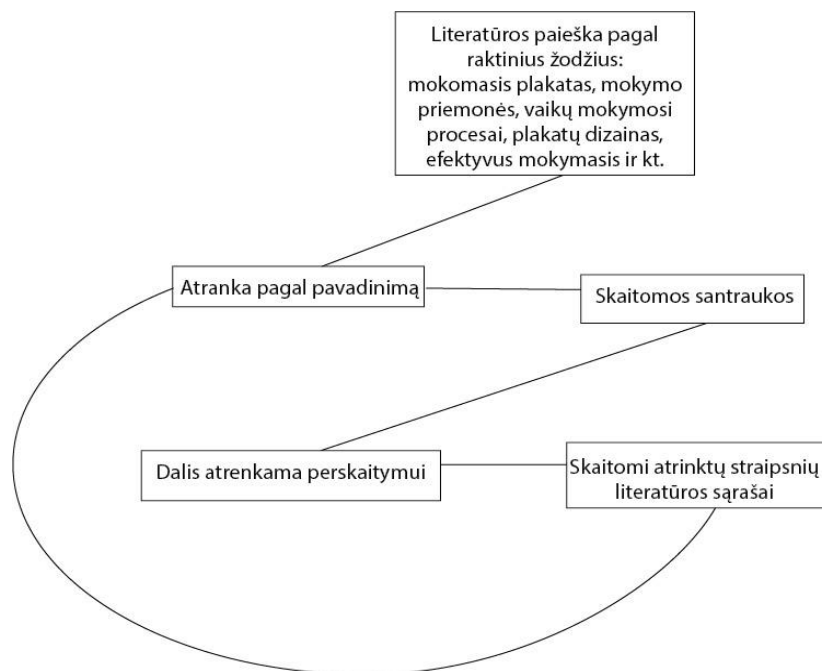 Literatūros paieška pagal
raktinius žodžius:
mokomasis plakatas, mokymo
priemonės, vaikų mokymosi
procesai, plakatų dizainas,
efektyvus mokymasis ir kt.
Atranka pagal pavadinimą
Skaitomos santraukos
Dalis atrenkama perskaitymui
Skaitomi atrinktų straipsnių
literatūros sąrašai